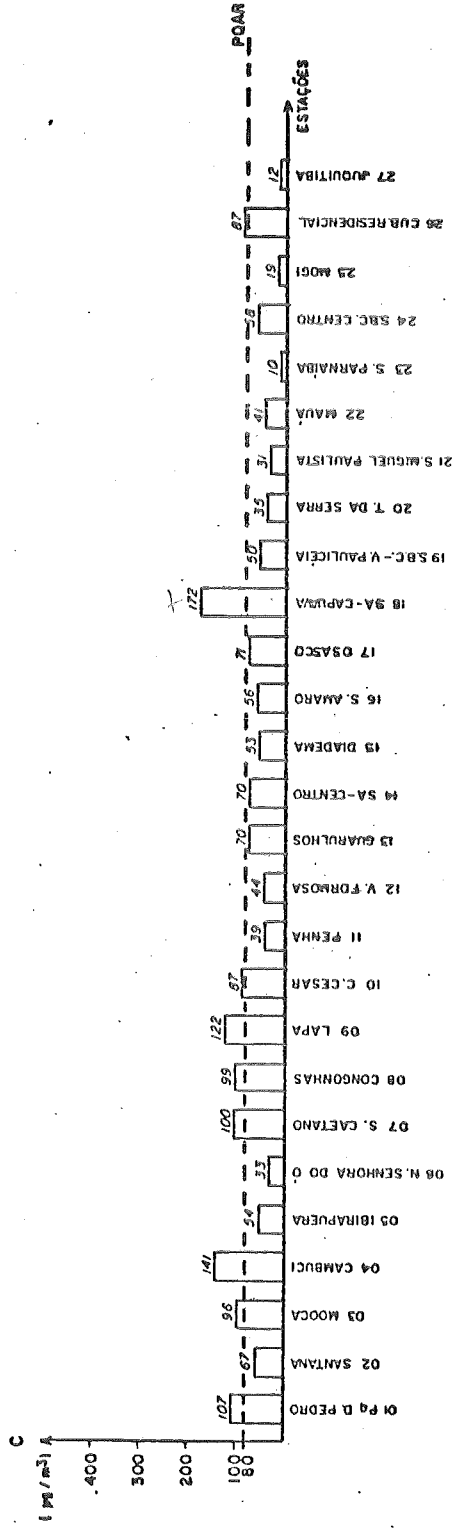 C
(µg/m³)
400
300
200
100
80
PQAR
ESTAÇÕES
107
67
96
141
54
33
100
99
122
87
39
44
70
70
53
56
71
172
50
35
31
41
10
58
19
87
12
01 Pq D. PEDRO
02 SANTANA
03 MOOCA
04 CAMBUCI
05 IBIRAPUERA
06 N. SENHORA DO Ó
07 S. CAETANO
08 CONGONHAS
09 LAPA
10 C. CESAR
11 PENHA
12 V. FORMOSA
13 GUARULHOS
14 SA-CENTRO
15 DIADEMA
16 S. AMARO
17 OSASCO
18 SA-CAPUAVA
19 S.B.C.-V. PAULICÉIA
20 T. DA SERRA
21 S. MIGUEL PAULISTA
22 MAUÁ
23 S. PARNAÍBA
24 SBC. CENTRO
25 MOGI
26 CUB. RESIDENCIAL
27 JUQUITIBA